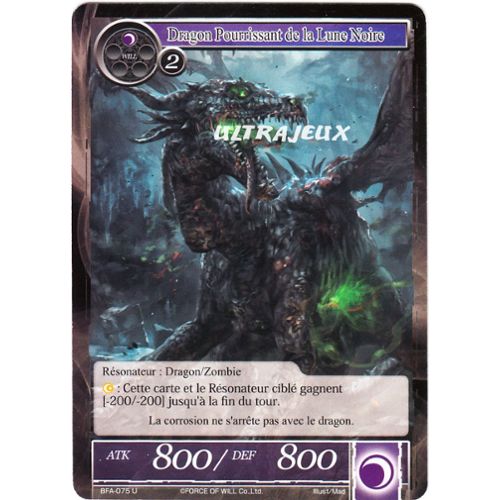 Dragon Pourrissant de la Lune Noire
WILL
2
ULTRAJEUX
Résonateur : Dragon/Zombie
: Cette carte et le Résonateur ciblé gagnent
[-200/-200] jusqu'à la fin du tour.
La corrosion ne s'arrête pas avec le dragon.
ATK 800 / DEF 800
BFA-075 U ©FORCE OF WILL Co.,Ltd. Illust/Mad